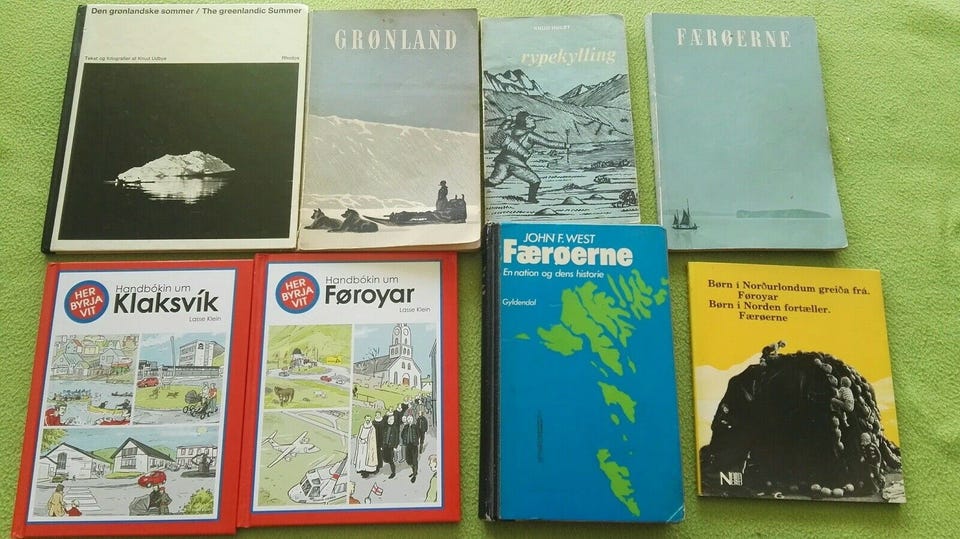 Den grønlandske sommer / The greenlandic Summer
Tekst og fotografier af Knud Udbye
Rhodos
GRØNLAND
rypekylling
FÆRØERNE
HER
BYRJA
VIT
Handbókin um
Klaksvík
Lasse Klein
HER
BYRJA
VIT
Handbókin um
Føroyar
Lasse Klein
JOHN F. WEST
Færøerne
En nation og dens historie
Gyldendal
Børn i Norðurlondum greiða frá.
Føroyar
Børn i Norden fortæller.
Færøerne